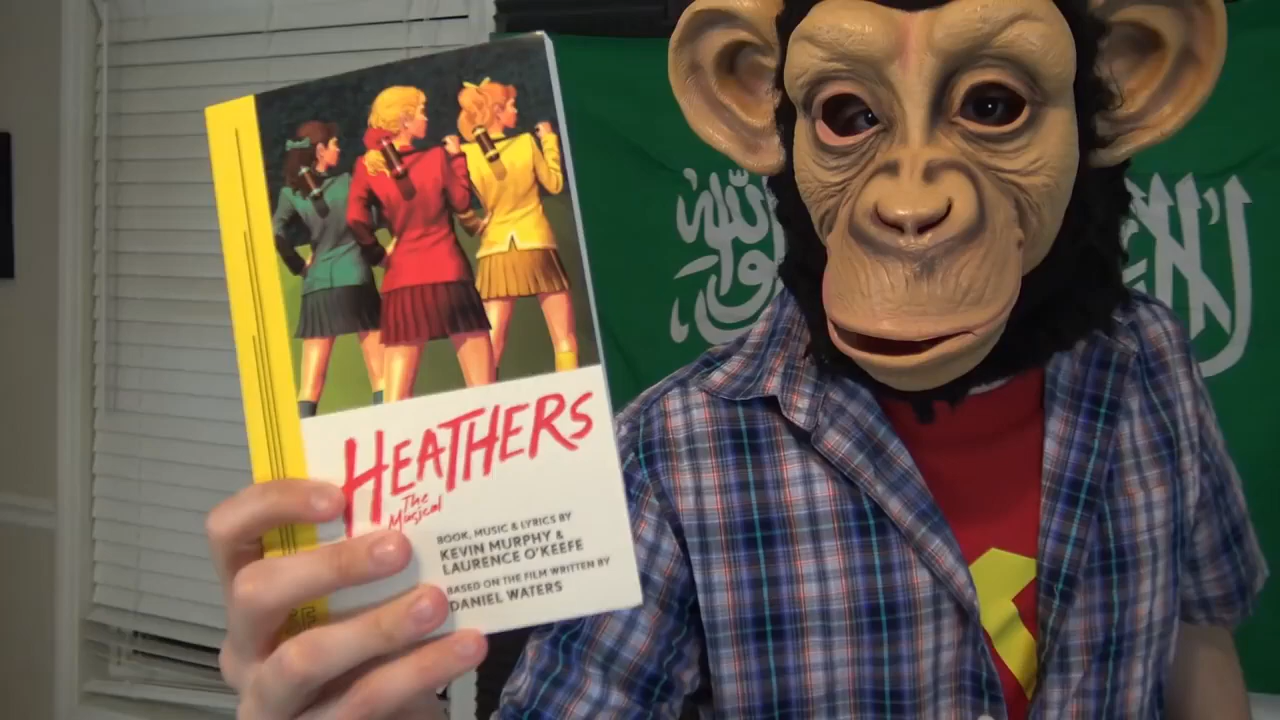 HEATHERS
The
Musical
BOOK, MUSIC & LYRICS BY
KEVIN MURPHY &
LAURENCE O'KEEFE
BASED ON THE FILM WRITTEN BY
DANIEL WATERS
الله